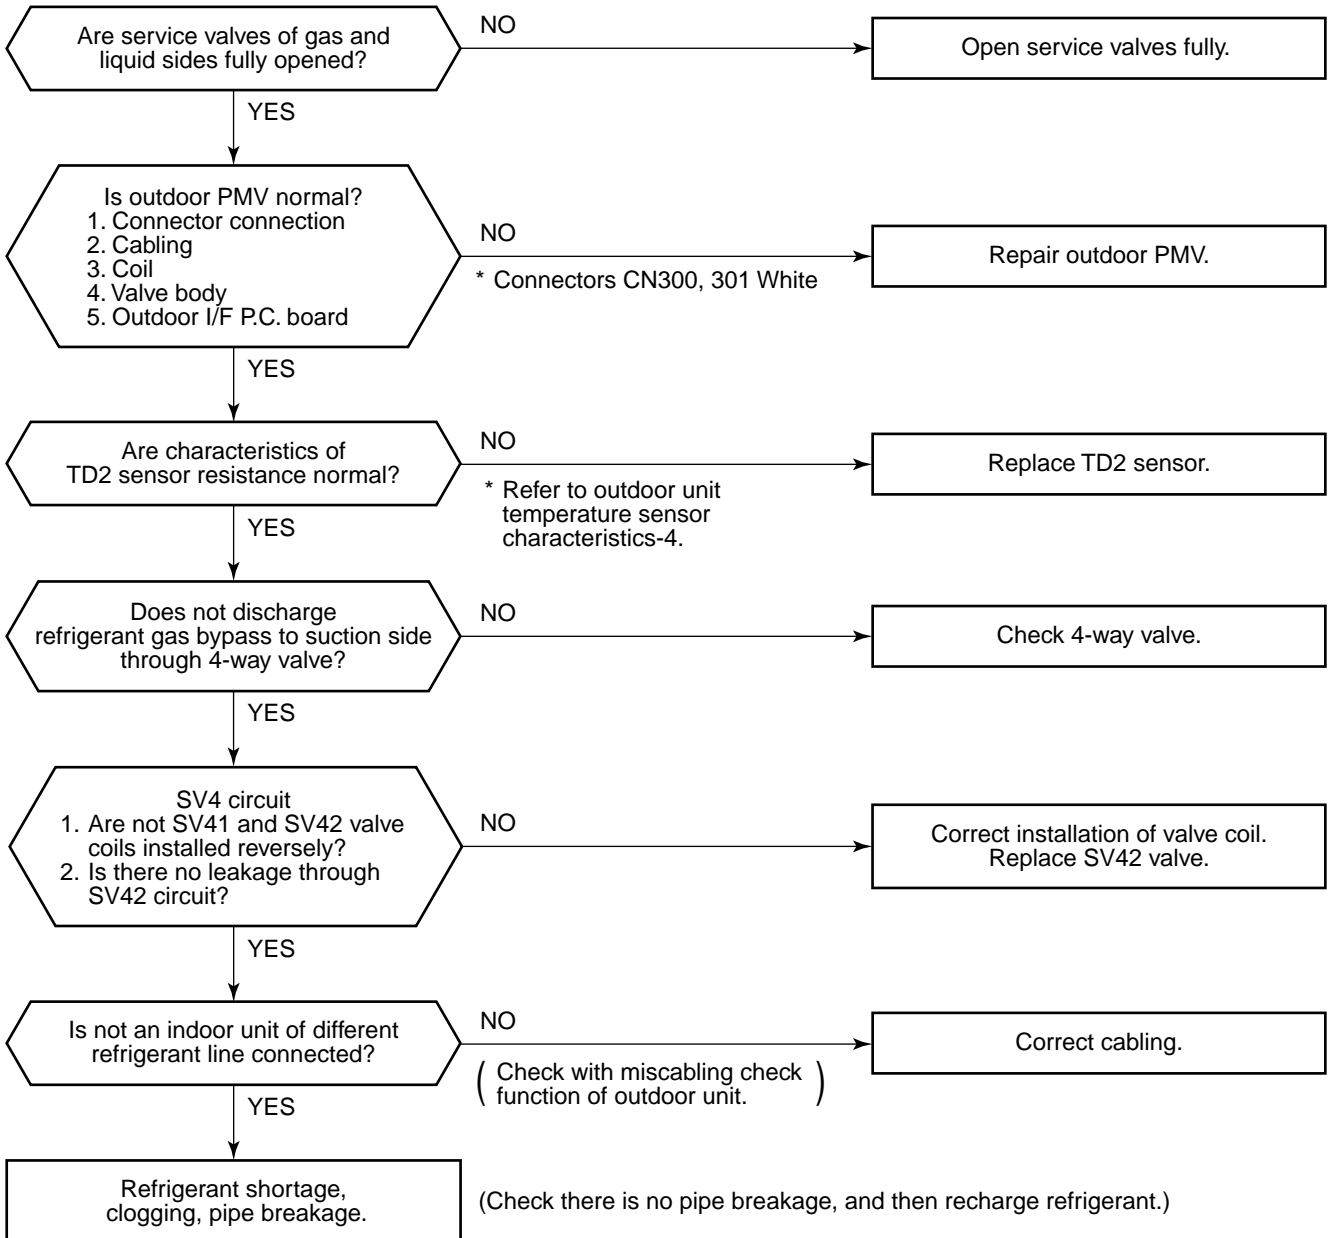 Are service valves of gas and
liquid sides fully opened?
NO
Open service valves fully.
YES
Is outdoor PMV normal?
1. Connector connection
2. Cabling
3. Coil
4. Valve body
5. Outdoor I/F P.C. board
NO
* Connectors CN300, 301 White
Repair outdoor PMV.
YES
Are characteristics of
TD2 sensor resistance normal?
NO
* Refer to outdoor unit
temperature sensor
characteristics-4.
Replace TD2 sensor.
YES
Does not discharge
refrigerant gas bypass to suction side
through 4-way valve?
NO
Check 4-way valve.
YES
SV4 circuit
1. Are not SV41 and SV42 valve
coils installed reversely?
2. Is there no leakage through
SV42 circuit?
NO
Correct installation of valve coil.
Replace SV42 valve.
YES
Is not an indoor unit of different
refrigerant line connected?
NO
( Check with miscabling check
function of outdoor unit. )
Correct cabling.
YES
Refrigerant shortage,
clogging, pipe breakage.
(Check there is no pipe breakage, and then recharge refrigerant.)